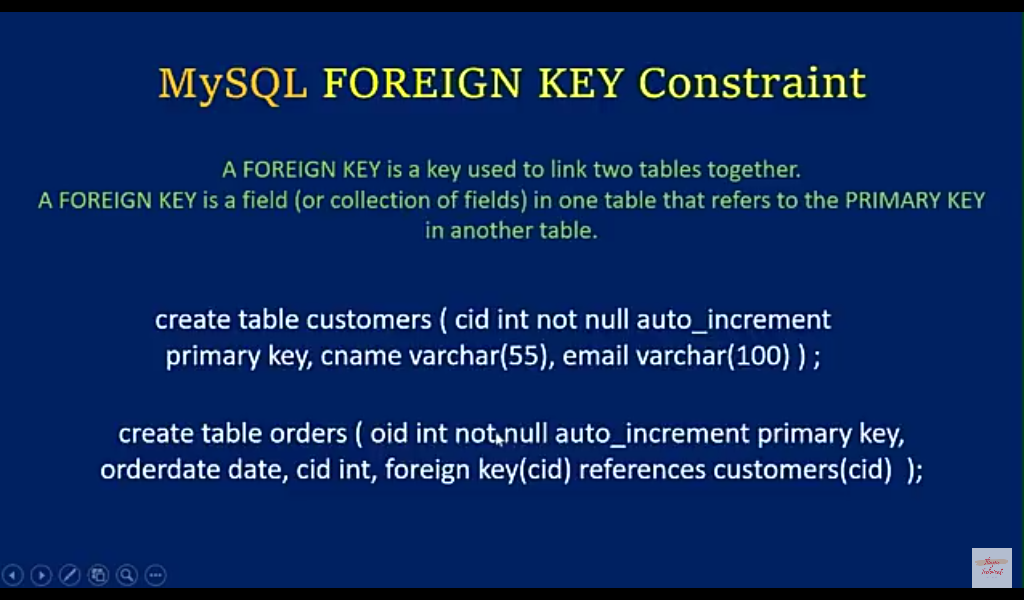 MySQL FOREIGN KEY Constraint
A FOREIGN KEY is a key used to link two tables together.
A FOREIGN KEY is a field (or collection of fields) in one table that refers to the PRIMARY KEY
in another table.
create table customers ( cid int not null auto_increment
primary key, cname varchar(55), email varchar(100) ) ;
create table orders ( oid int not null auto_increment primary key,
orderdate date, cid int, foreign key(cid) references customers(cid) );